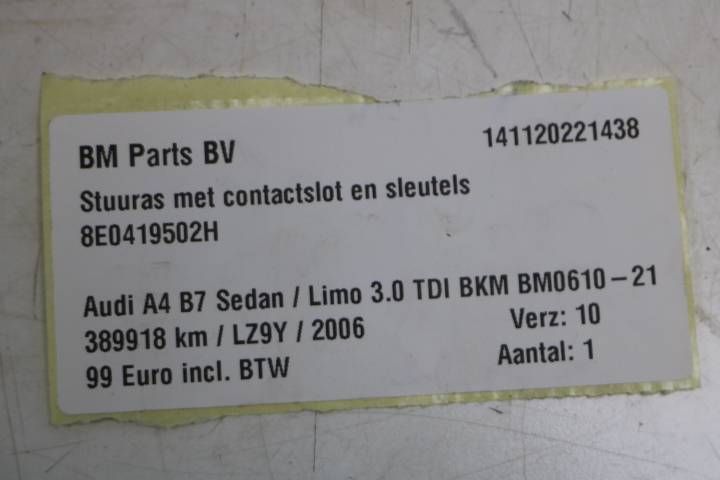 BM Parts BV 141120221438
Stuuras met contactslot en sleutels
8E0419502H
Audi A4 B7 Sedan / Limo 3.0 TDI BKM BM0610-21
389918 km / LZ9Y / 2006 Verz: 10
99 Euro incl. BTW Aantal: 1